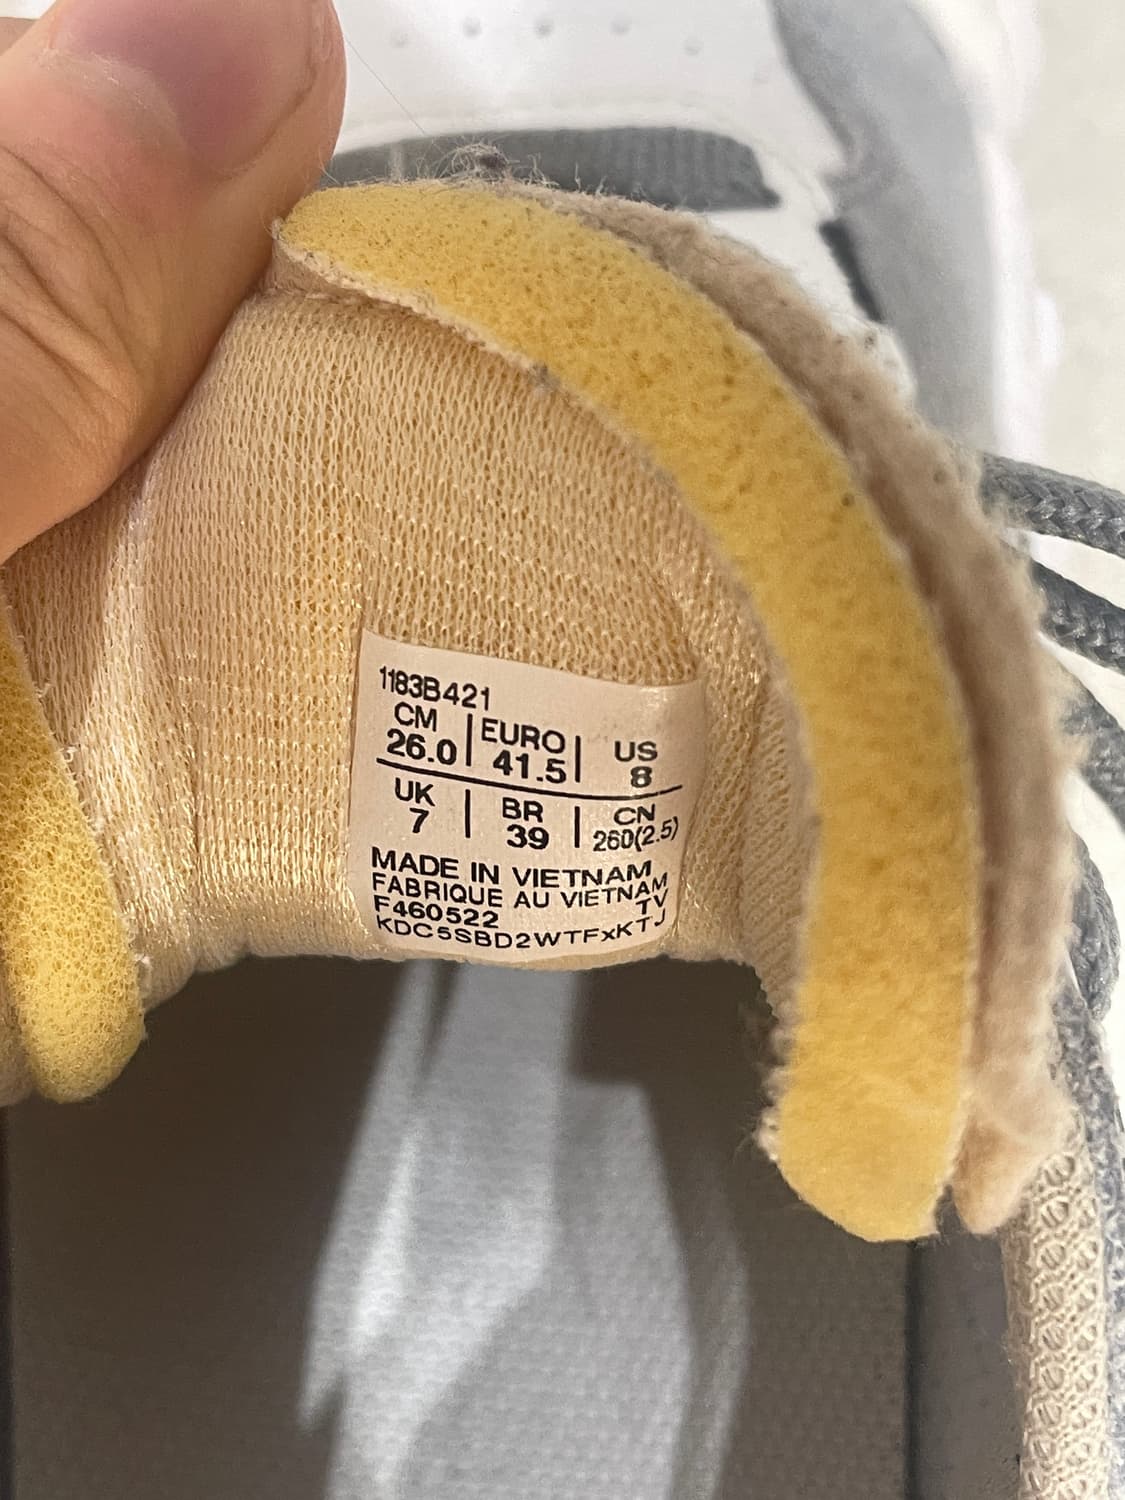 1183B421
CM | EURO | US
26.0 | 41.5 | 8
UK | BR | CN
7 | 39 | 260(2.5)
MADE IN VIETNAM
FABRIQUE AU VIETNAM
F460522 TV
KDC5SBD2WTFxKTJ